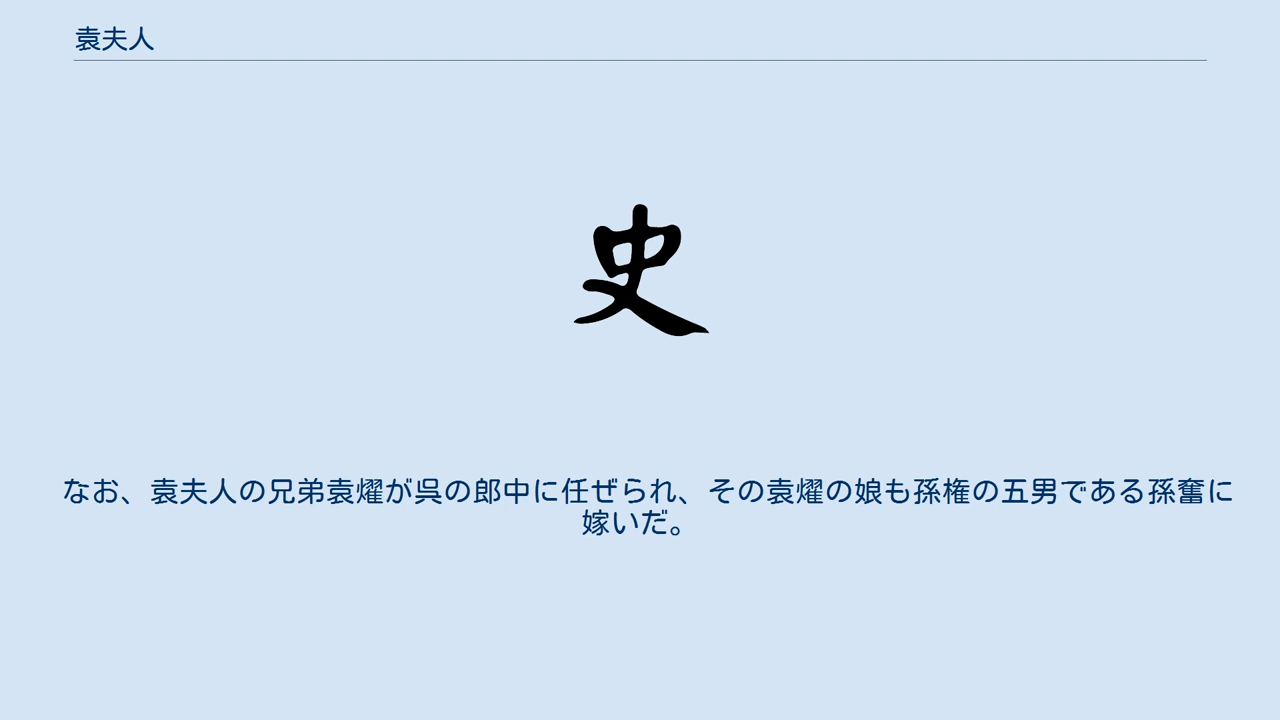 袁夫人
史
なお、袁夫人の兄弟袁燿が呉の郎中に任ぜられ、その袁燿の娘も孫権の五男である孫奮に
嫁いだ。